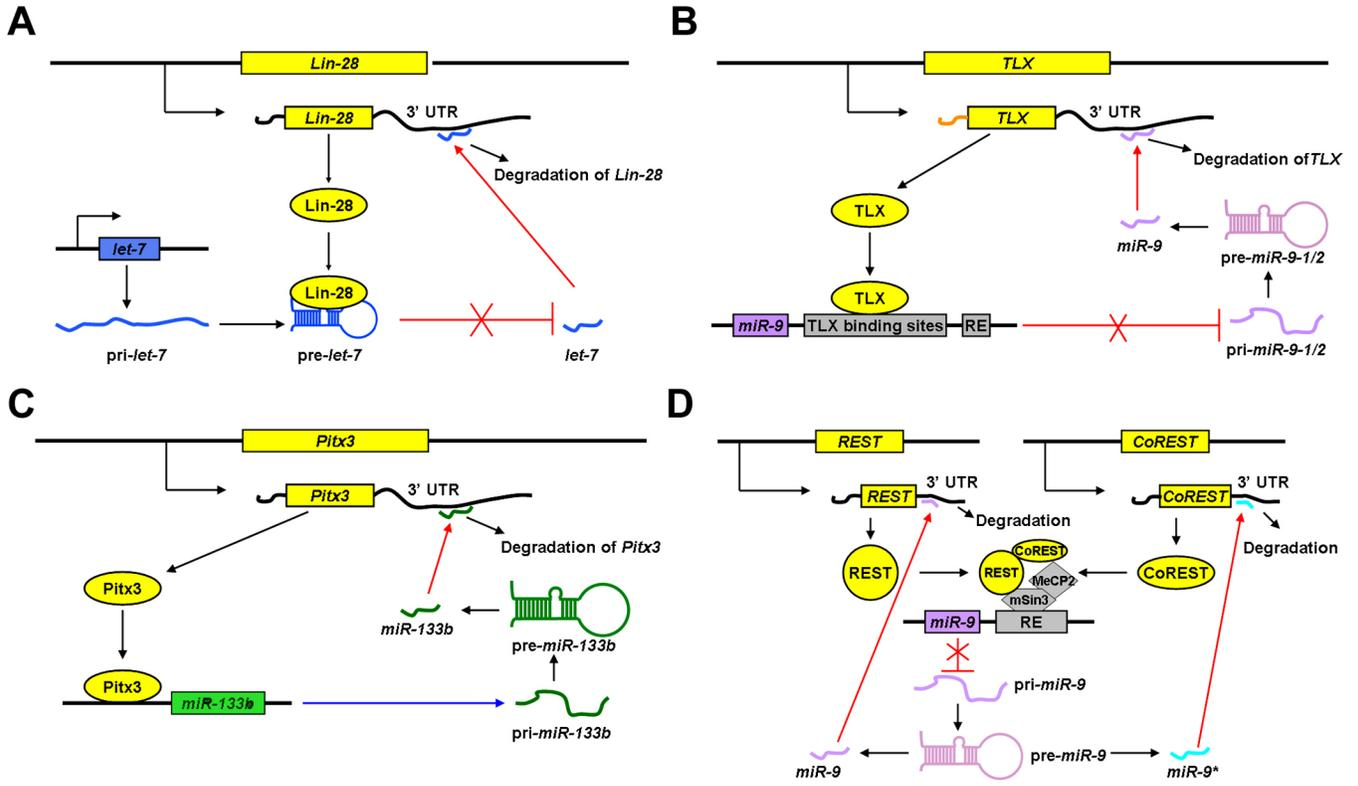 A
Lin-28
Lin-28
3' UTR
Degradation of Lin-28
Lin-28
let-7
Lin-28
pri-let-7
pre-let-7
let-7
B
TLX
TLX
3' UTR
Degradation ofTLX
TLX
miR-9
pre-miR-9-1/2
TLX
miR-9
TLX binding sites
RE
pri-miR-9-1/2
C
Pitx3
Pitx3
3' UTR
Degradation of Pitx3
Pitx3
miR-133b
pre-miR-133b
Pitx3
miR-133b
pri-miR-133b
D
REST
CoREST
REST
3' UTR
CoREST
3' UTR
Degradation
Degradation
REST
REST
CoREST
MeCP2
mSin3
CoREST
miR-9
RE
pri-miR-9
miR-9
pre-miR-9
miR-9*